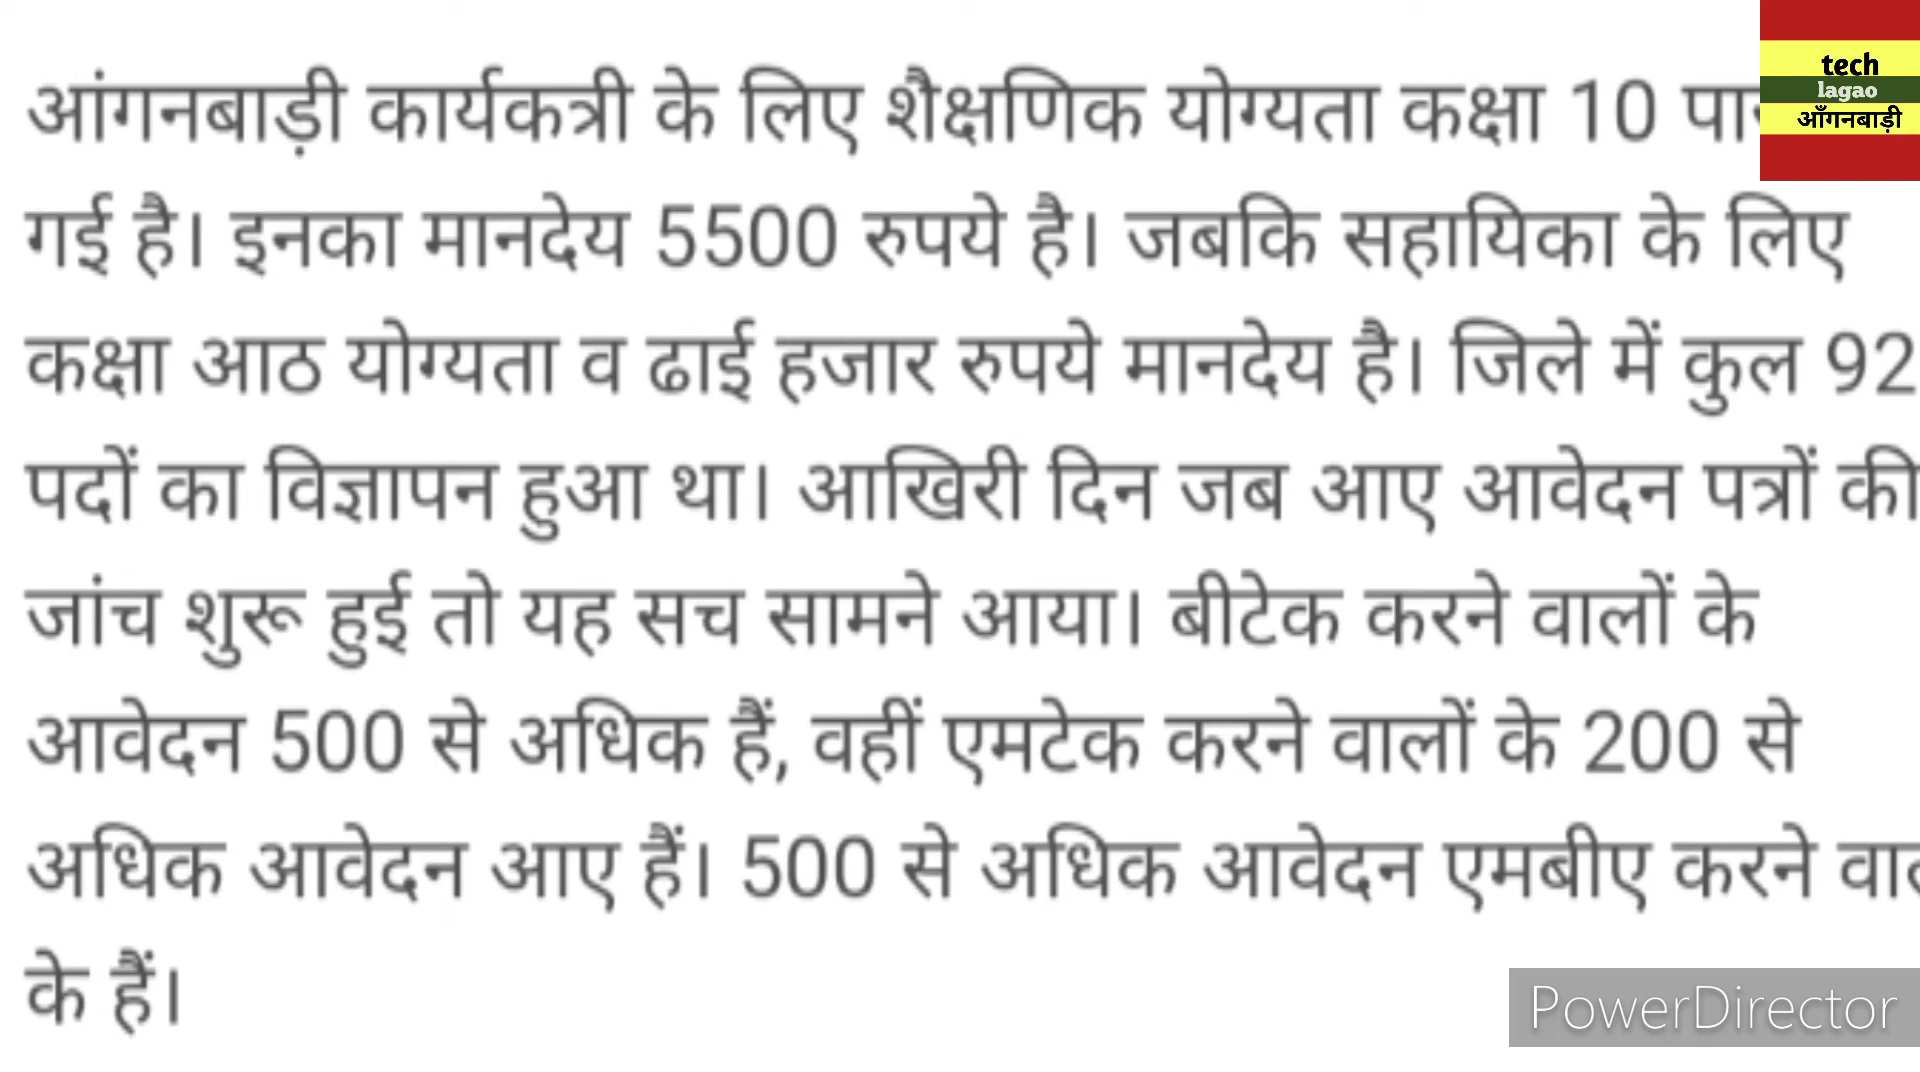 आंगनबाड़ी कार्यकत्री के लिए शैक्षणिक योग्यता कक्षा 10
गई है। इनका मानदेय 5500 रुपये है। जबकि सहायिका के लिए
कक्षा आठ योग्यता व ढाई हजार रुपये मानदेय है। जिले में कुल 92
पदों का विज्ञापन हुआ था। आखिरी दिन जब आए आवेदन पत्रों की
जांच शुरू हुई तो यह सच सामने आया। बीटेक करने वालों के
आवेदन 500 से अधिक हैं, वहीं एमटेक करने वालों के 200 से
अधिक आवेदन आए हैं। 500 से अधिक आवेदन एमबीए करने
के हैं।
tech
lagao
आँगनबाड़ी
PowerDirector